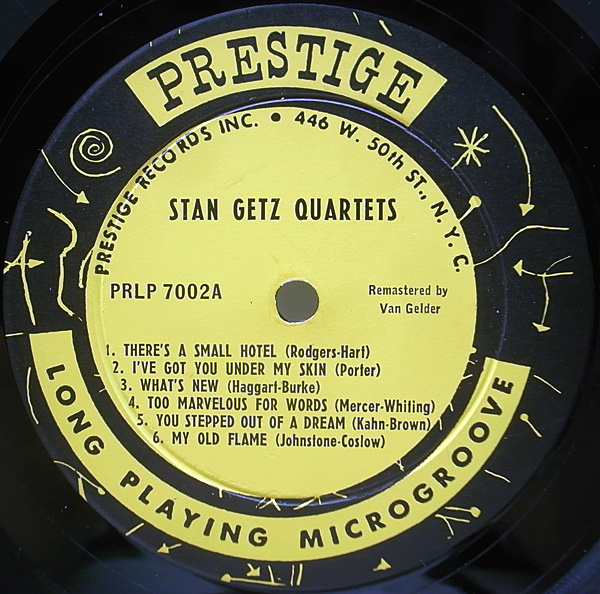 PRESTIGE
PRESTIGE RECORDS INC. • 446 W. 50th ST., N. Y. C.
STAN GETZ QUARTETS
PRLP 7002A
Remastered by
Van Gelder
1. THERE'S A SMALL HOTEL (Rodgers-Hart)
2. I'VE GOT YOU UNDER MY SKIN (Porter)
3. WHAT'S NEW (Haggart-Burke)
4. TOO MARVELOUS FOR WORDS (Mercer-Whiting)
5. YOU STEPPED OUT OF A DREAM (Kahn-Brown)
6. MY OLD FLAME (Johnstone-Coslow)
LONG PLAYING MICROGROOVE